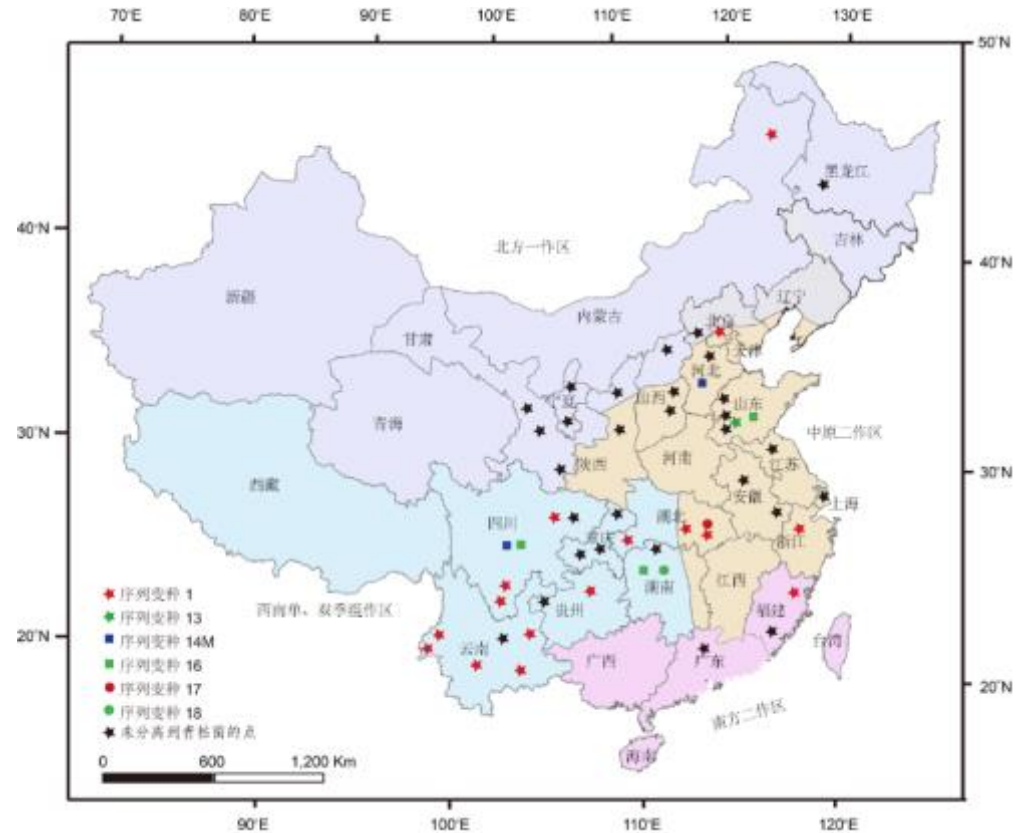 70°E 80°E 90°E 100°E 110°E 120°E 130°E
50°N
黑龙江
吉林
40°N
北方一作区
40°N
辽宁
新疆
内蒙古
北京
甘肃
天津
河北
宁夏
山西
山东
青海
中原二作区
30°N
陕西
河南
江苏
30°N
西藏
安徽
上海
四川
湖北
重庆
浙江
湖南
江西
序列变种 1
西南单、双季混作区
贵州
福建
序列变种 13
20°N
台湾
序列变种 14M
云南
广西
广东
序列变种 16
20°N
序列变种 17
南方二作区
序列变种 18
未分离到青枯菌的点
海南
0 600 1,200 Km
90°E 100°E 110°E 120°E